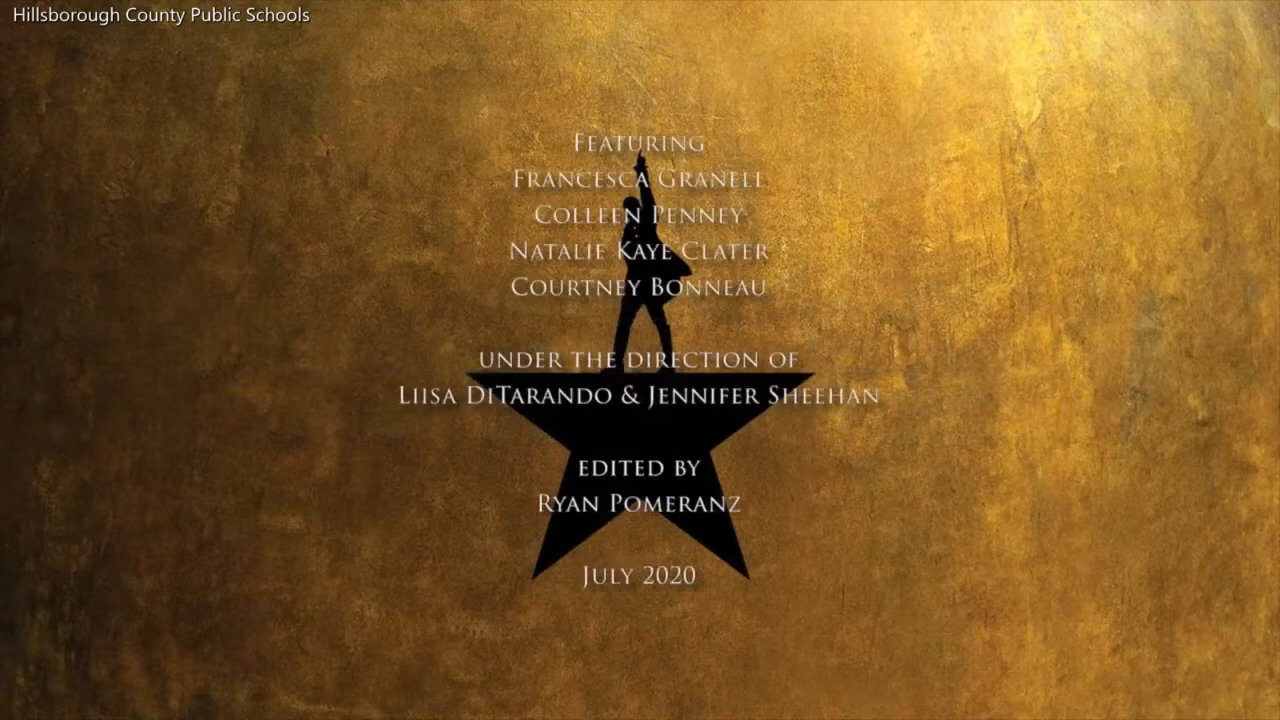 Hillsborough County Public Schools
Featuring
Francesca Granell
Colleen Penney
Natalie Kaye Clater
Courtney Bonneau
under the direction of
Liisa DiTarando & Jennifer Sheehan
edited by
Ryan Pomeranz
July 2020